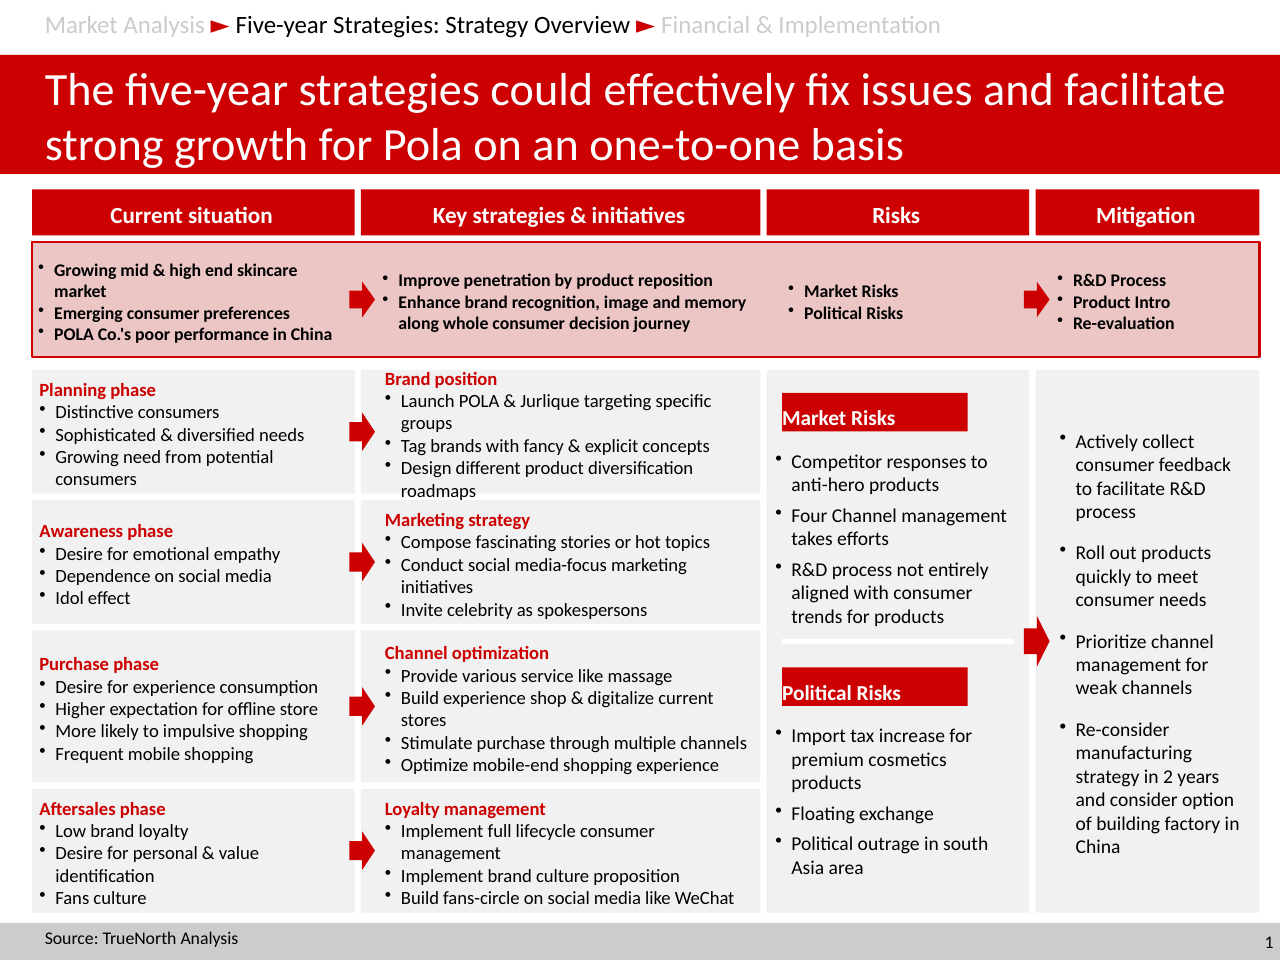 Market Analysis ► Five-year Strategies: Strategy Overview ► Financial & Implementation
The five-year strategies could effectively fix issues and facilitate
strong growth for Pola on an one-to-one basis
Current situation
Key strategies & initiatives
Risks
Mitigation
• Growing mid & high end skincare
market
• Emerging consumer preferences
• POLA Co.'s poor performance in China
• Improve penetration by product reposition
• Enhance brand recognition, image and memory
along whole consumer decision journey
• Market Risks
• Political Risks
• R&D Process
• Product Intro
• Re-evaluation
Planning phase
• Distinctive consumers
• Sophisticated & diversified needs
• Growing need from potential
consumers
Brand position
• Launch POLA & Jurlique targeting specific
groups
• Tag brands with fancy & explicit concepts
• Design different product diversification
roadmaps
Awareness phase
• Desire for emotional empathy
• Dependence on social media
• Idol effect
Marketing strategy
• Compose fascinating stories or hot topics
• Conduct social media-focus marketing
initiatives
• Invite celebrity as spokespersons
Purchase phase
• Desire for experience consumption
• Higher expectation for offline store
• More likely to impulsive shopping
• Frequent mobile shopping
Channel optimization
• Provide various service like massage
• Build experience shop & digitalize current
stores
• Stimulate purchase through multiple channels
• Optimize mobile-end shopping experience
Aftersales phase
• Low brand loyalty
• Desire for personal & value
identification
• Fans culture
Loyalty management
• Implement full lifecycle consumer
management
• Implement brand culture proposition
• Build fans-circle on social media like WeChat
Market Risks
• Competitor responses to
anti-hero products
• Four Channel management
takes efforts
• R&D process not entirely
aligned with consumer
trends for products
Political Risks
• Import tax increase for
premium cosmetics
products
• Floating exchange
• Political outrage in south
Asia area
• Actively collect
consumer feedback
to facilitate R&D
process
• Roll out products
quickly to meet
consumer needs
• Prioritize channel
management for
weak channels
• Re-consider
manufacturing
strategy in 2 years
and consider option
of building factory in
China
Source: TrueNorth Analysis
1